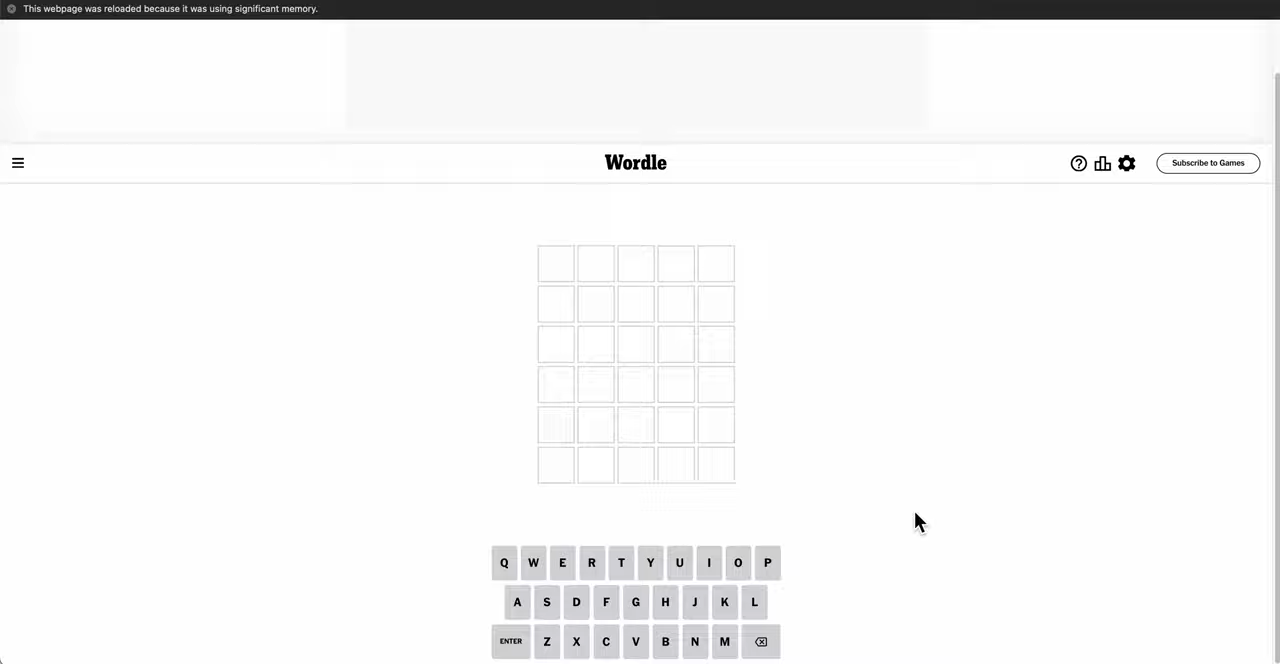 This webpage was reloaded because it was using significant memory.
Wordle
Subscribe to Games
Q W E R T Y U I O P
A S D F G H J K L
ENTER Z X C V B N M